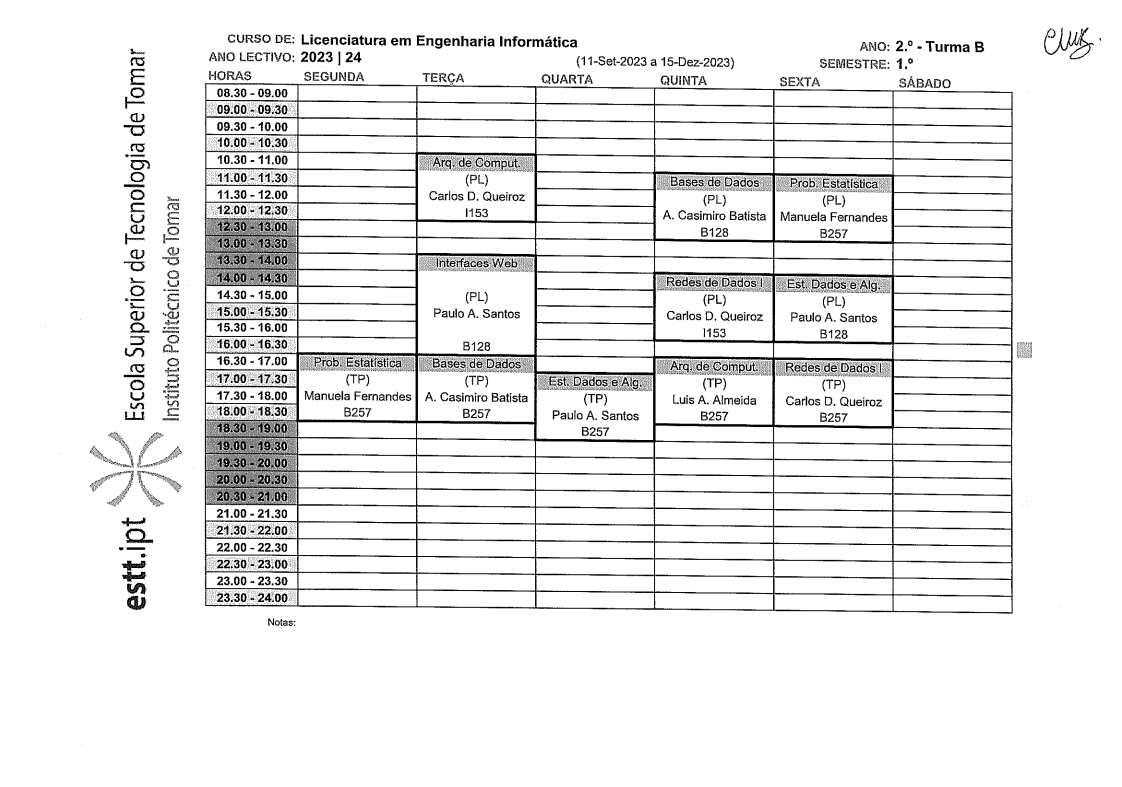 CURSO DE: Licenciatura em Engenharia Informática
ANO: 2.º - Turma B
ANO LECTIVO: 2023 | 24
(11-Set-2023 a 15-Dez-2023)
SEMESTRE: 1.º
HORAS SEGUNDA TERÇA QUARTA QUINTA SEXTA SÁBADO
08.30 - 09.00
09.00 - 09.30
09.30 - 10.00
10.00 - 10.30
10.30 - 11.00
11.00 - 11.30
11.30 - 12.00
12.00 - 12.30
12.30 - 13.00
13.00 - 13.30
13.30 - 14.00
14.00 - 14.30
14.30 - 15.00
15.00 - 15.30
15.30 - 16.00
16.00 - 16.30
16.30 - 17.00
17.00 - 17.30
17.30 - 18.00
18.00 - 18.30
18.30 - 19.00
19.00 - 19.30
19.30 - 20.00
20.00 - 20.30
20.30 - 21.00
21.00 - 21.30
21.30 - 22.00
22.00 - 22.30
22.30 - 23.00
23.00 - 23.30
23.30 - 24.00
Prob. Estatística
(TP)
Manuela Fernandes
B257
Arq. de Comput.
(PL)
Carlos D. Queiroz
I153
Interfaces Web
(PL)
Paulo A. Santos
B128
Bases de Dados
(TP)
A. Casimiro Batista
B257
Est. Dados e Alg.
(TP)
Paulo A. Santos
B257
Bases de Dados
(PL)
A. Casimiro Batista
B128
Redes de Dados I
(PL)
Carlos D. Queiroz
I153
Arq. de Comput.
(TP)
Luis A. Almeida
B257
Prob. Estatística
(PL)
Manuela Fernandes
B257
Est. Dados e Alg.
(PL)
Paulo A. Santos
B128
Redes de Dados I
(TP)
Carlos D. Queiroz
B257
Notas:
estt.ipt
Escola Superior de Tecnologia de Tomar
Instituto Politécnico de Tomar